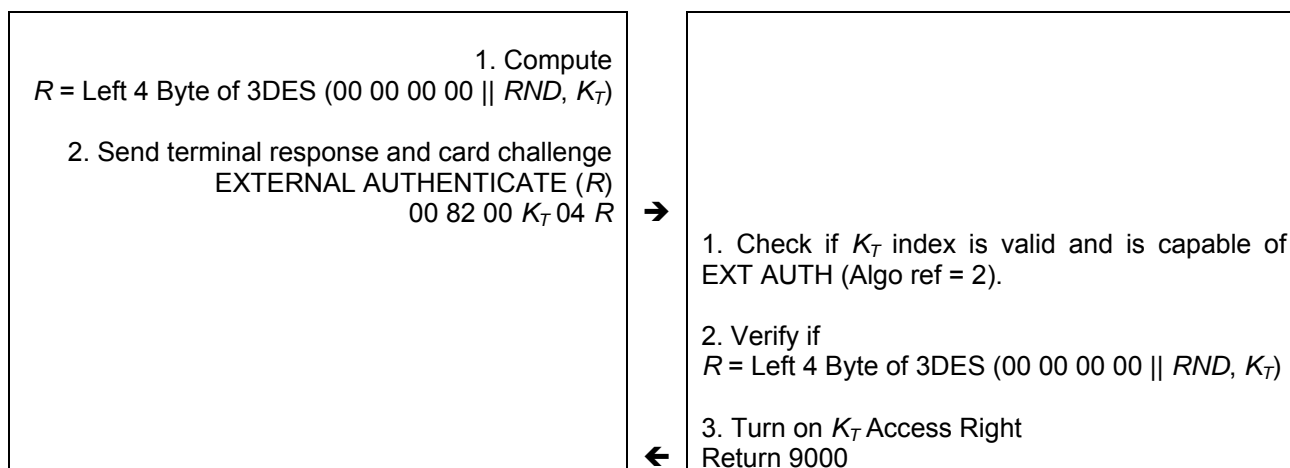 1. Compute
R = Left 4 Byte of 3DES (00 00 00 00 || RND, KT)
2. Send terminal response and card challenge
EXTERNAL AUTHENTICATE (R)
00 82 00 KT 04 R
➔
1. Check if KT index is valid and is capable of
EXT AUTH (Algo ref = 2).
2. Verify if
R = Left 4 Byte of 3DES (00 00 00 00 || RND, KT)
3. Turn on KT Access Right
🡸 Return 9000